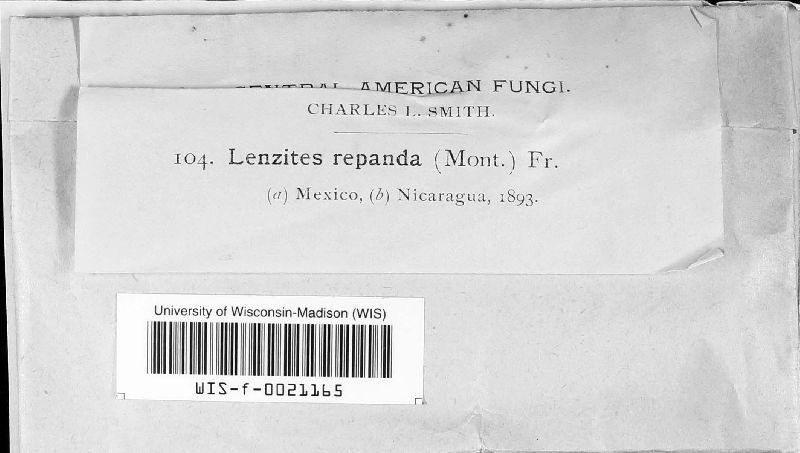 CENTRAL AMERICAN FUNGI.
CHARLES L. SMITH.
104. Lenzites repanda (Mont.) Fr.
(a) Mexico, (b) Nicaragua, 1893.
University of Wisconsin-Madison (WIS)
WIS-f-0021165